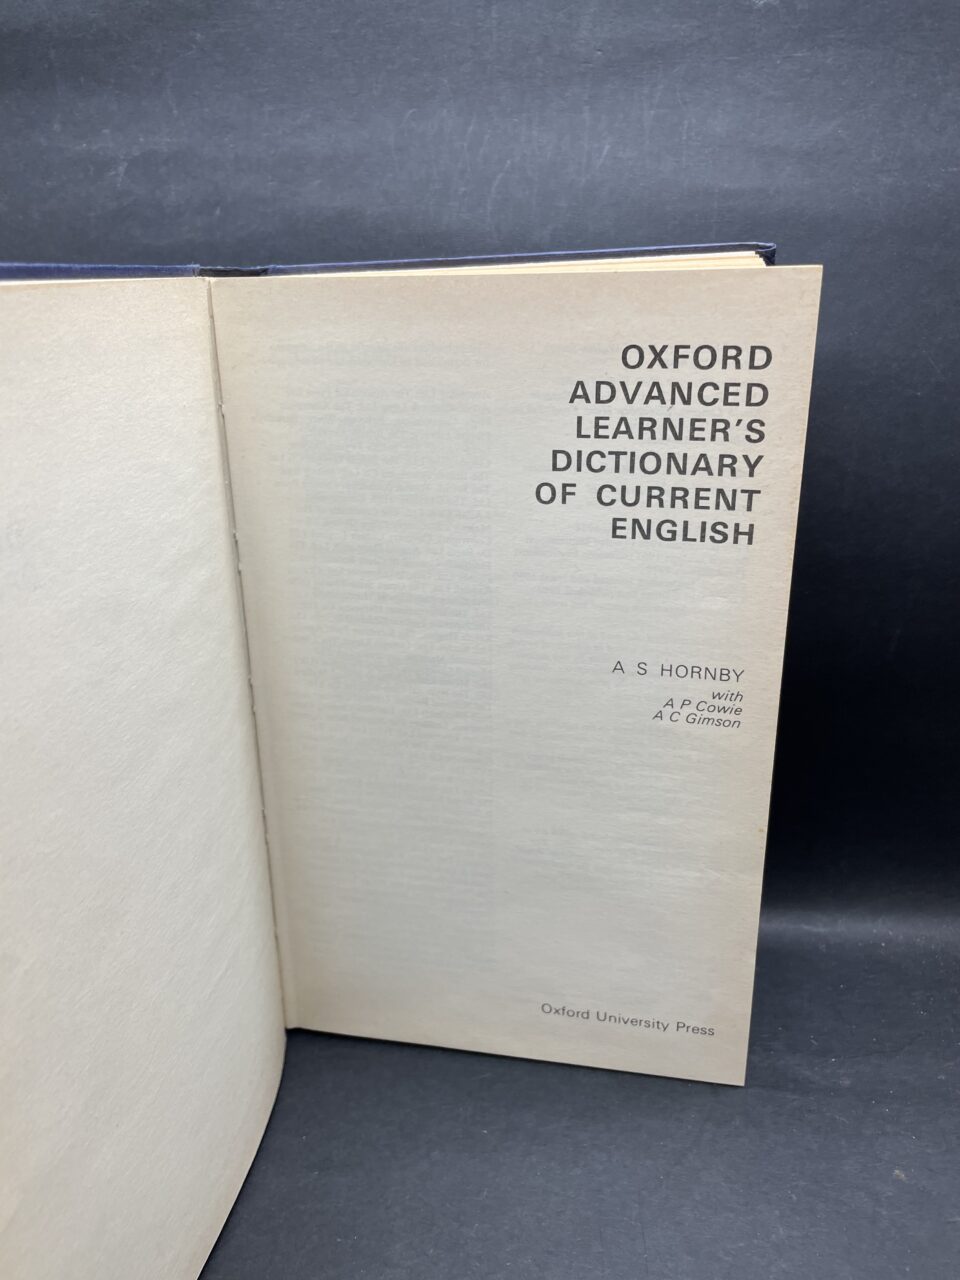 OXFORD
ADVANCED
LEARNER'S
DICTIONARY
OF CURRENT
ENGLISH
A S HORNBY
with
A P Cowie
A C Gimson
Oxford University Press